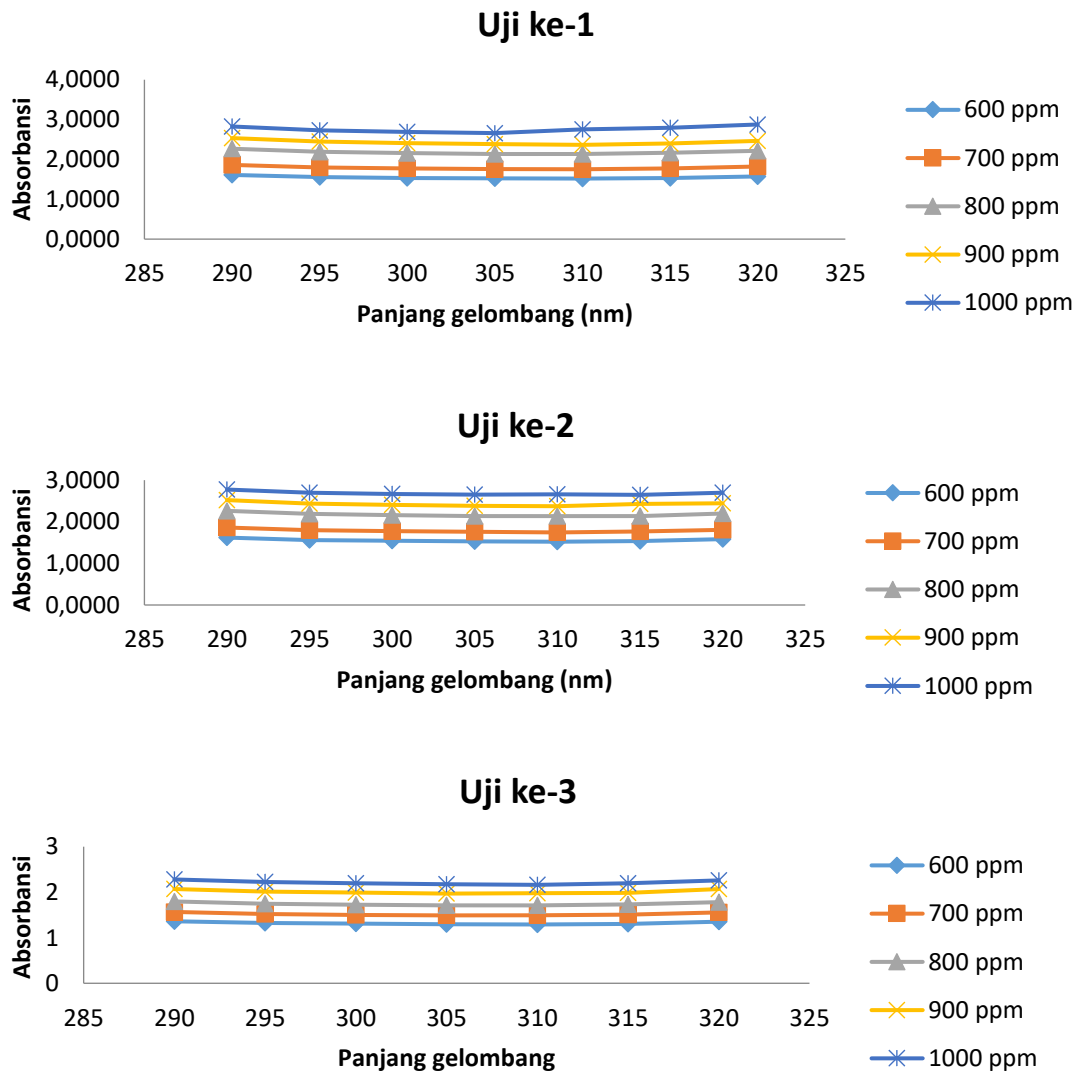 Uji ke-1
Absorbansi
4,0000
3,0000
2,0000
1,0000
0,0000
285 290 295 300 305 310 315 320 325
Panjang gelombang (nm)
600 ppm
700 ppm
800 ppm
900 ppm
1000 ppm
Uji ke-2
Absorbansi
3,0000
2,0000
1,0000
0,0000
285 290 295 300 305 310 315 320 325
Panjang gelombang (nm)
600 ppm
700 ppm
800 ppm
900 ppm
1000 ppm
Uji ke-3
Absorbansi
3
2
1
0
285 290 295 300 305 310 315 320 325
Panjang gelombang
600 ppm
700 ppm
800 ppm
900 ppm
1000 ppm